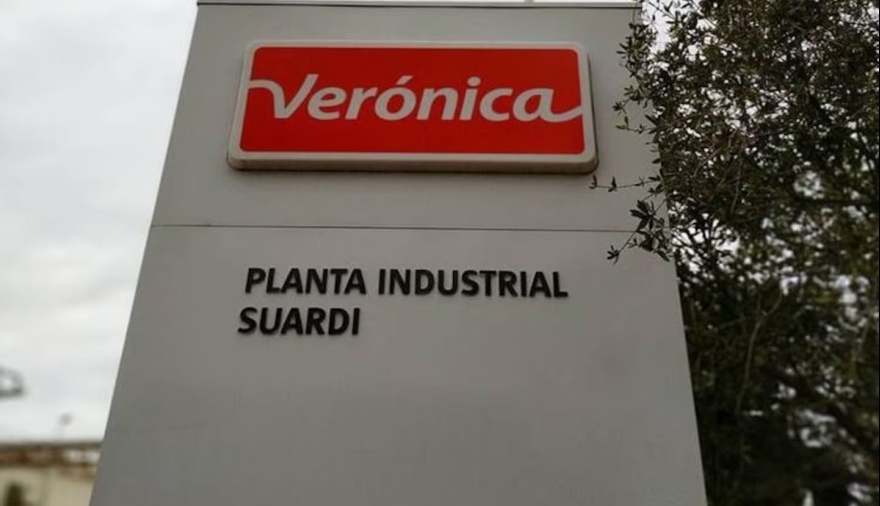 Verónica
PLANTA INDUSTRIAL
SUARDI